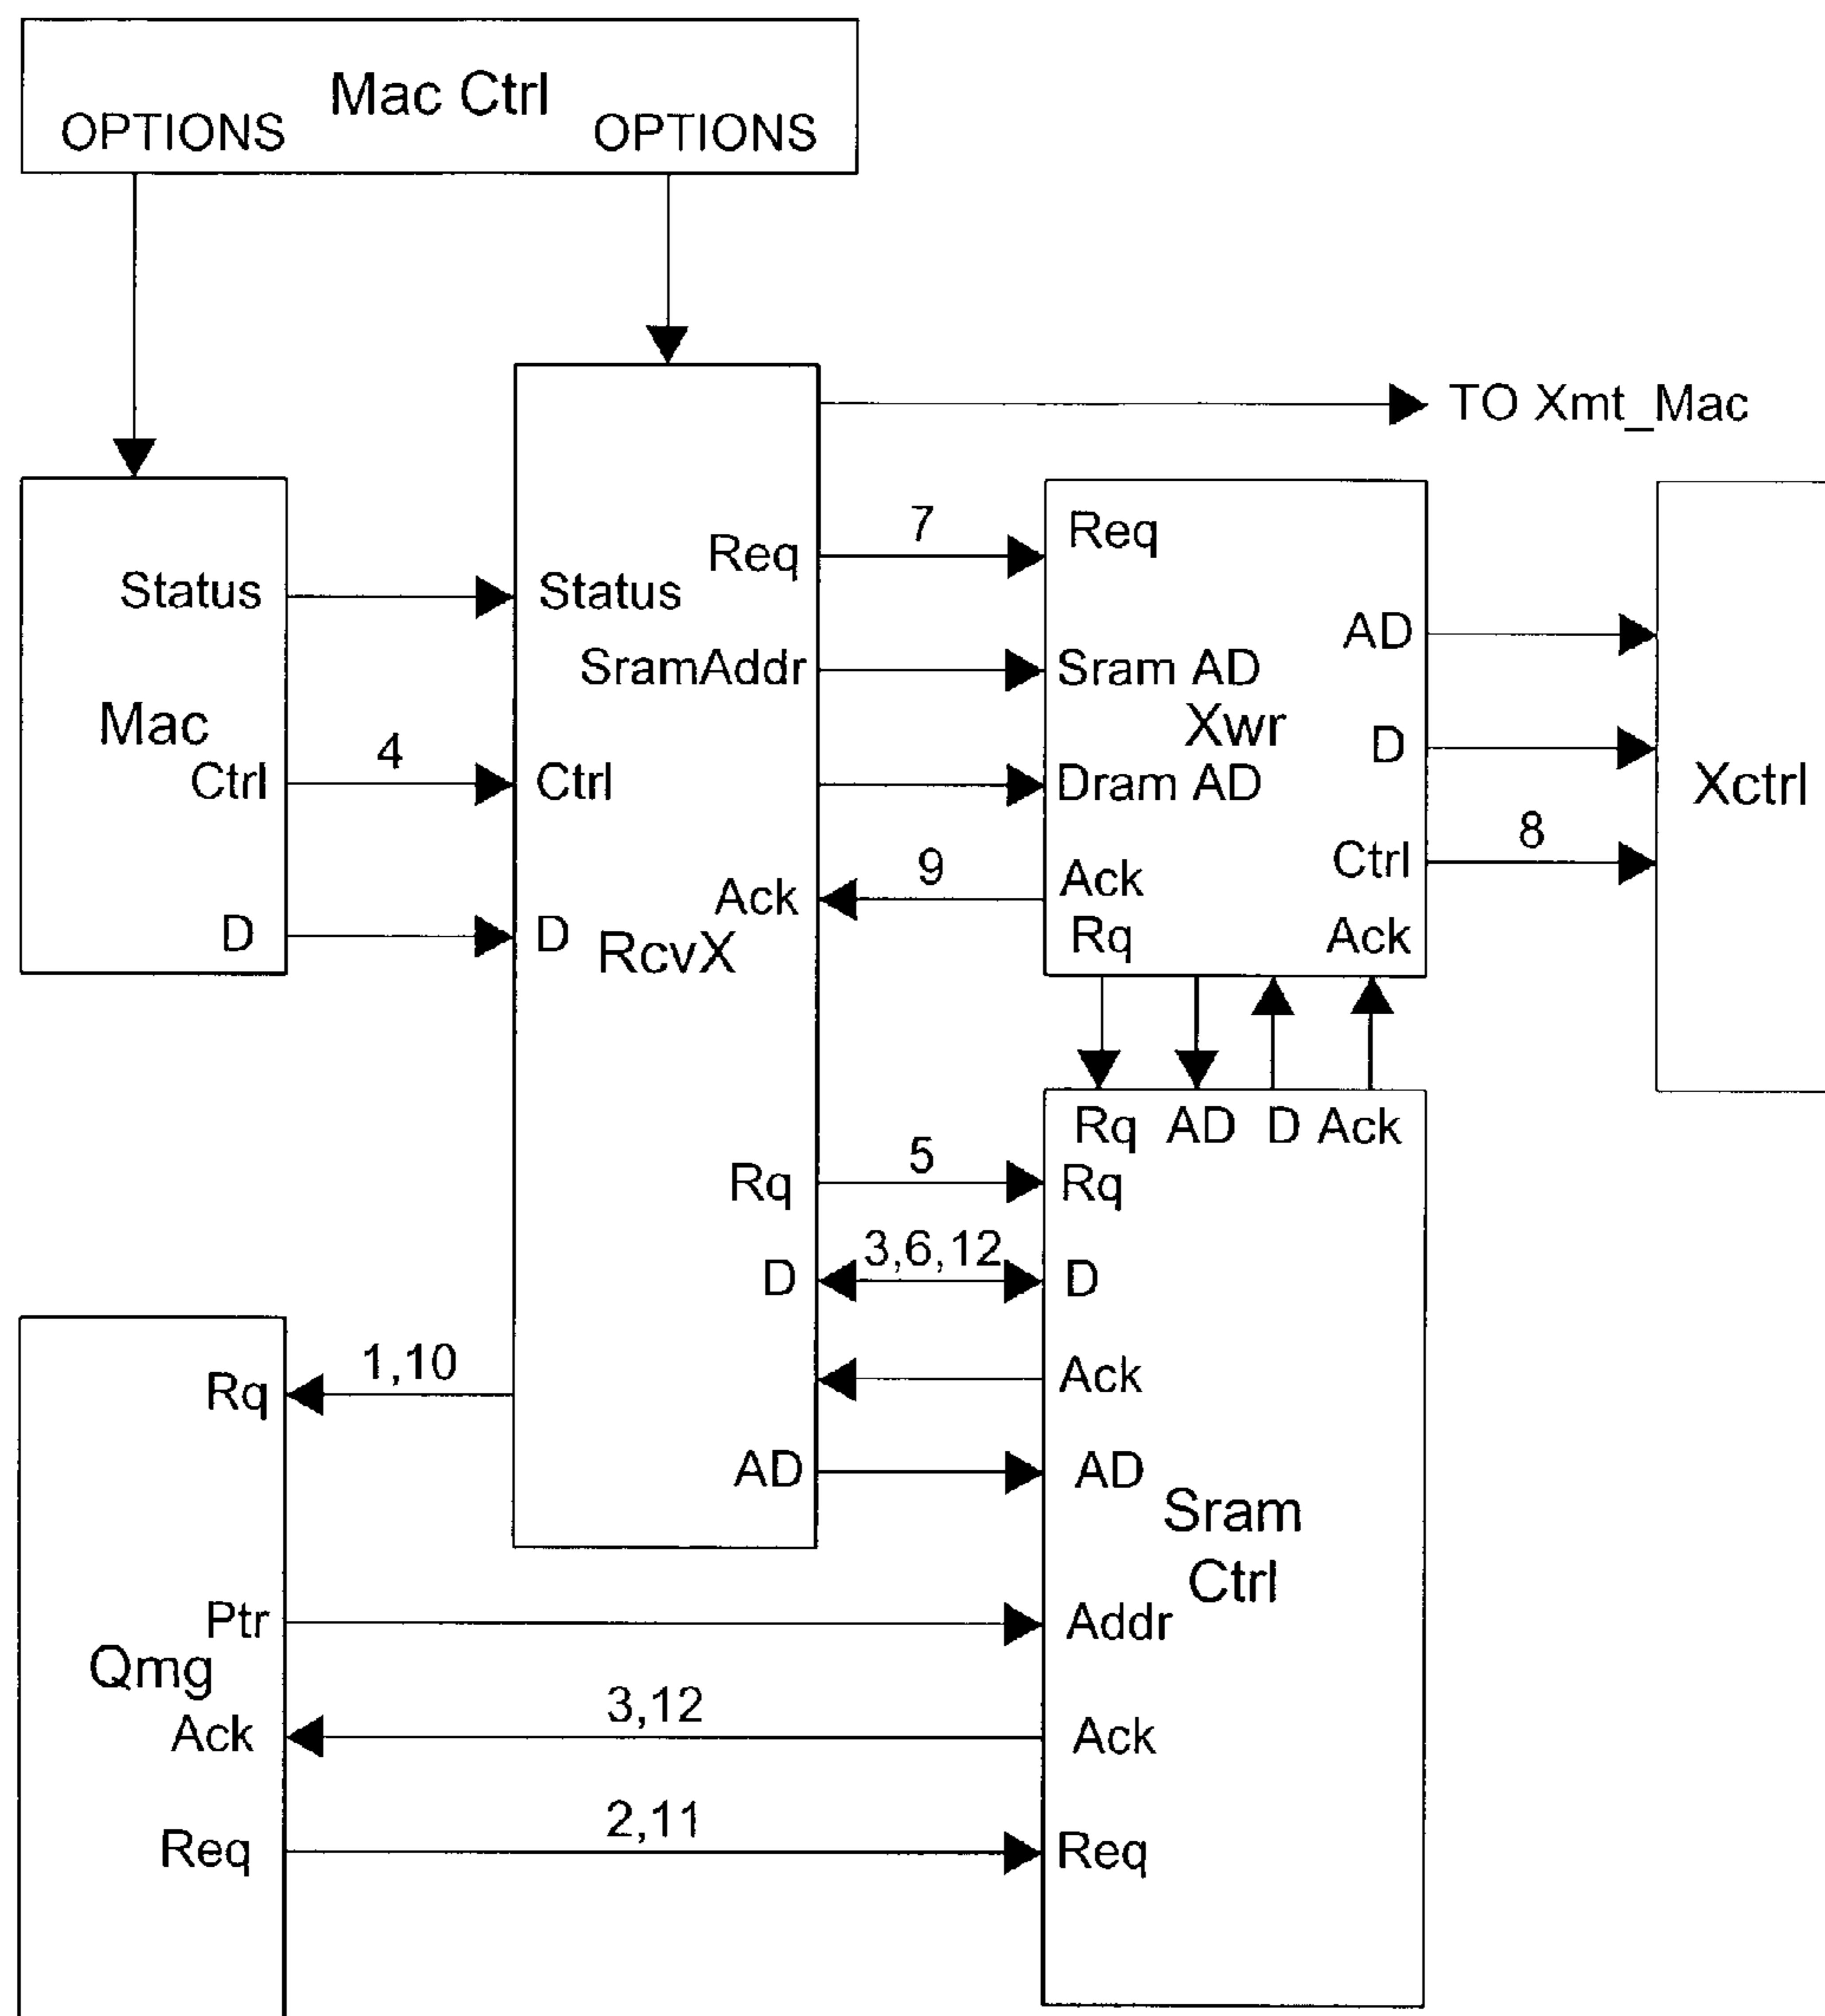 Mac Ctrl
OPTIONS OPTIONS
TO Xmt_Mac
Status
Mac
Ctrl
D
4
Status
Ctrl
D
RcvX
Req
SramAddr
Ack
Rq
D
AD
7
9
5
3,6,12
Req
Sram AD
Xwr
Dram AD
Ack
Rq
AD
D
Ctrl
Ack
8
Xctrl
Rq AD D Ack
Rq
D
Ack
AD
Sram
Ctrl
Addr
Ack
Req
1,10
Rq
Ptr
Qmg
Ack
Req
3,12
2,11